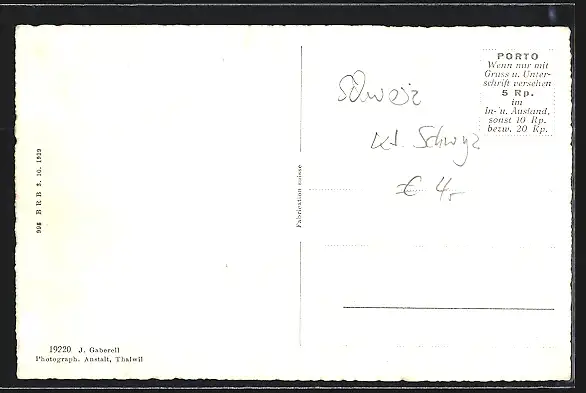 PORTO
Wenn nur mit
Gruss u. Unter-
schrift versehen
5 Rp.
im
In- u. Ausland,
sonst 10 Rp.
bezw. 20 Rp.
Schweiz
Kt. Schwyz
€ 4,-
Fabrication suisse
998 B R B 3. 10. 1939
19220 J. Gaberell
Photograph. Anstalt, Thalwil